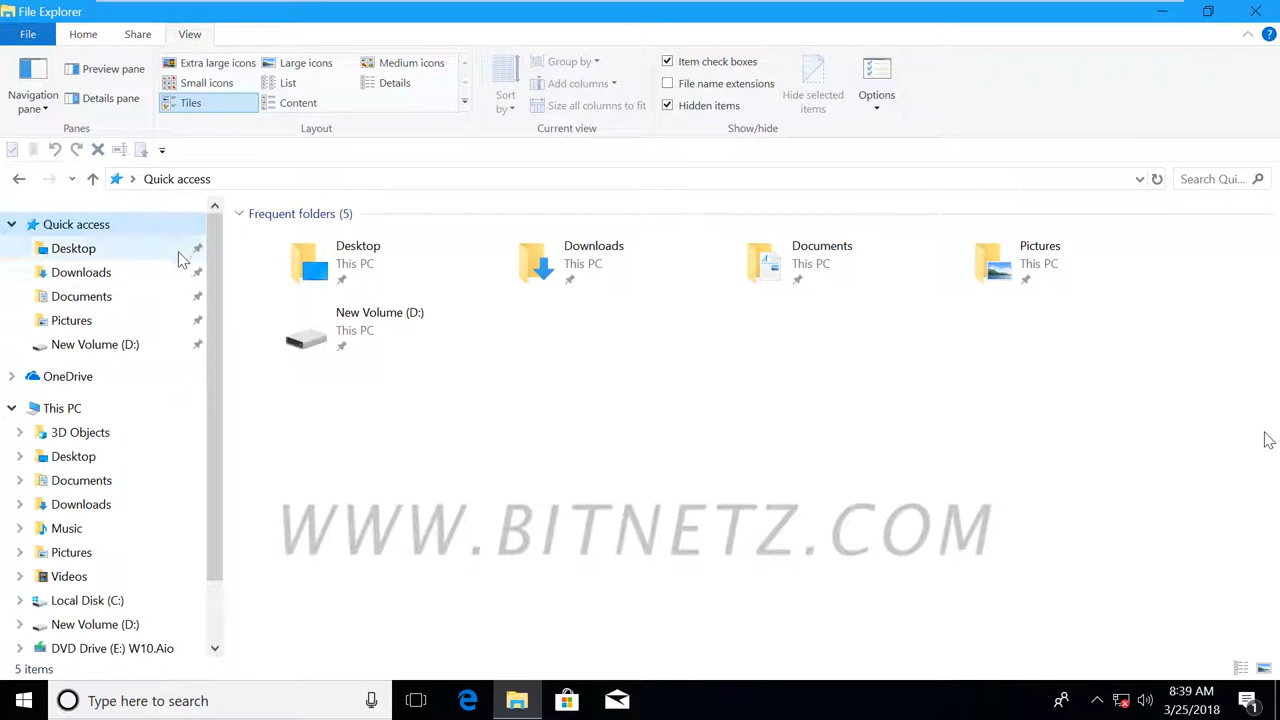 File Explorer
File Home Share View
Navigation pane
Preview pane
Details pane
Panes
Extra large icons Large icons Medium icons
Small icons List Details
Tiles Content
Layout
Sort by
Group by
Add columns
Size all columns to fit
Current view
Item check boxes
File name extensions
Hidden items
Hide selected items
Show/hide
Options
Quick access
Search Qui...
Quick access
Desktop
Downloads
Documents
Pictures
New Volume (D:)
OneDrive
This PC
3D Objects
Desktop
Documents
Downloads
Music
Pictures
Videos
Local Disk (C:)
New Volume (D:)
DVD Drive (E:) W10.Aio
Frequent folders (5)
Desktop
This PC
Downloads
This PC
Documents
This PC
Pictures
This PC
New Volume (D:)
This PC
WWW.BITNETZ.COM
5 items
Type here to search
8:39 AM
3/25/2018
1